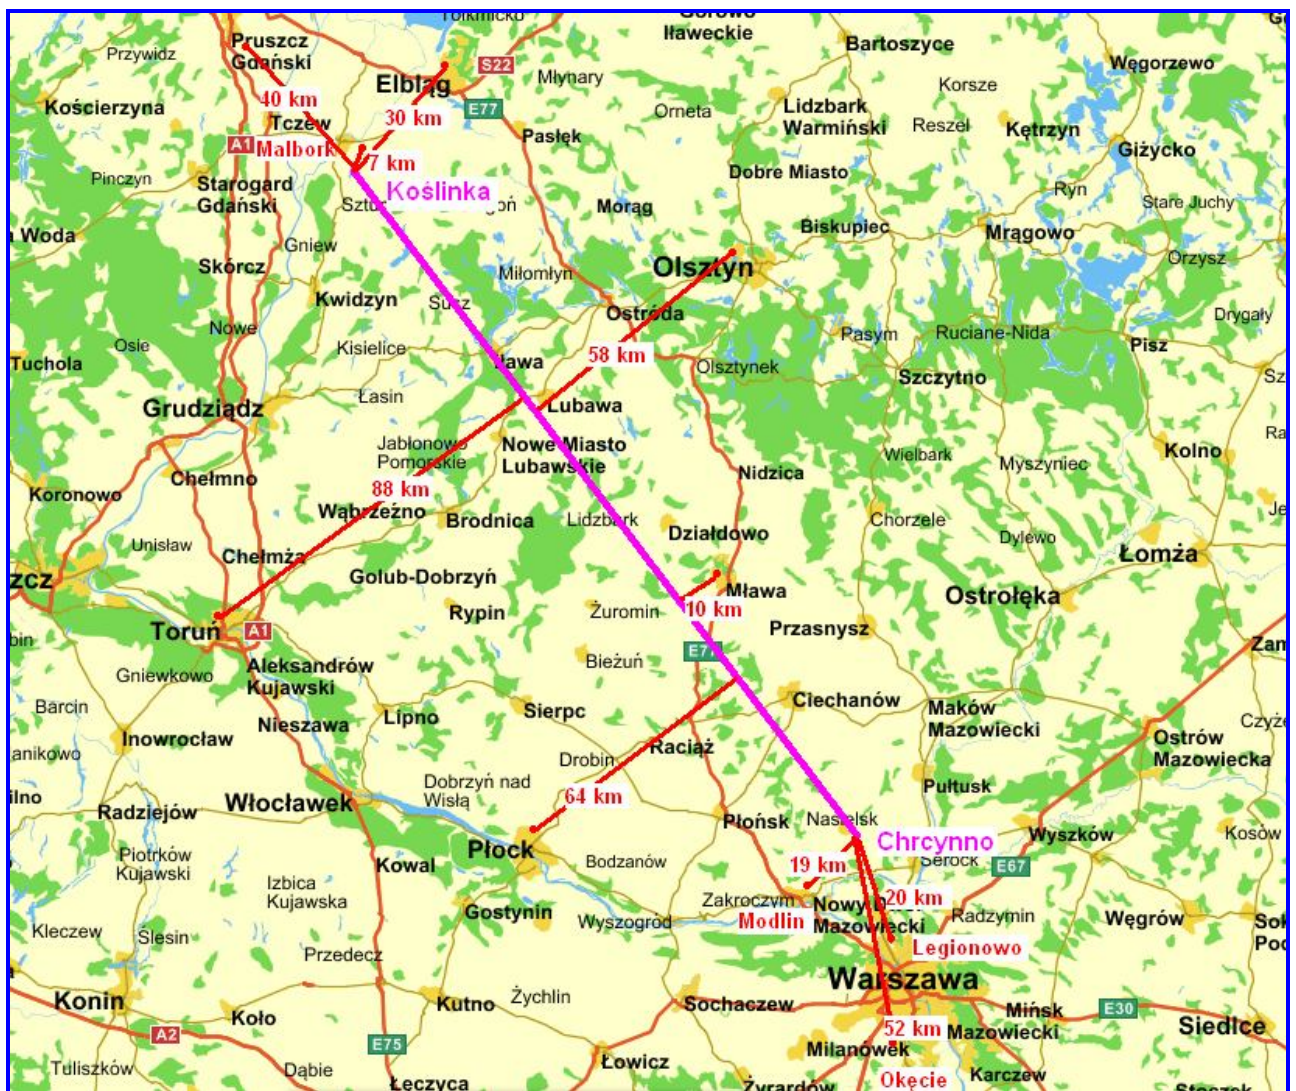 Tolkmicko
Górowo
Iławeckie
Pruszcz
Gdański
Przywidz
Bartoszyce
Węgorzewo
S22
Elbląg
Młynary
Korsze
40 km
Kościerzyna
E77
Orneta
Lidzbark
Warmiński
30 km
Tczew
Reszel
Kętrzyn
Pasłęk
A1
Malbork
Giżycko
7 km
Dobre Miasto
Pinczyn
Starogard
Gdański
Koślinka
Ryn
Stare Juchy
Morąg
Biskupiec
Mrągowo
a Woda
Gniew
Orzysz
Skórcz
Olsztyn
Miłomłyn
Kwidzyn
Susz
Ostróda
Drygały
Nowe
Pasym
Ruciane-Nida
Osie
Kisielice
Pisz
58 km
Tuchola
Iława
Olsztynek
Szczytno
Łasin
Grudziądz
Lubawa
Jabłonowo
Pomorskie
Nowe Miasto
Lubawskie
Wielbark
Myszyniec
Kolno
Chełmno
Nidzica
88 km
Koronowo
Wąbrzeźno
Brodnica
Lidzbark
Chorzele
Działdowo
Dylewo
Unisław
Chełmża
Łomża
Golub-Dobrzyń
zcz
Mława
Ostrołęka
10 km
Rypin
Żuromin
Przasnysz
Toruń
A1
bin
Zam
E77
Bieżuń
Aleksandrów
Kujawski
Gniewkowo
Ciechanów
Barcin
Lipno
Sierpc
Maków
Mazowiecki
Nieszawa
Inowrocław
Ostrów
Mazowiecka
Raciąż
anikowo
Drobin
Dobrzyń nad
Wisłą
Pułtusk
64 km
ilno
Włocławek
Radziejów
Płońsk
Nasielsk
Wyszków
Kosów
Chrcynno
Płock
Piotrków
Kujawski
Kowal
Bodzanów
19 km
Serock
E67
Izbica
Kujawska
20 km
Zakroczym
Nowy Dwór
Mazowiecki
Gostynin
Wyszogród
Modlin
Radzymin
Węgrów
Kleczew
Ślesin
Legionowo
Przedecz
Warszawa
Konin
Kutno
Żychlin
Sochaczew
Mińsk
Mazowiecki
E30
Koło
Siedlce
52 km
A2
E75
Milanówek
Tuliszków
Dąbie
Łowicz
Karczew
Okęcie
Łęczyca
Żyrardów